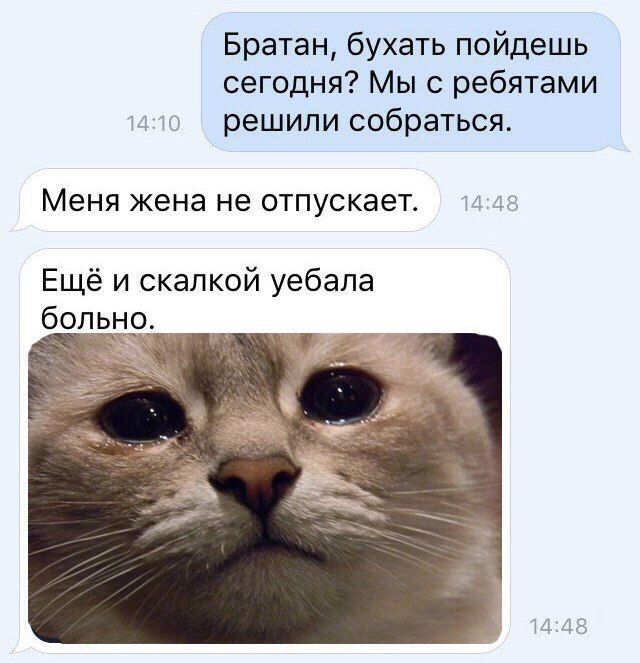 Братан, бухать пойдешь
сегодня? Мы с ребятами
решили собраться.
14:10
Меня жена не отпускает.
14:48
Ещё и скалкой уебала
больно.
14:48